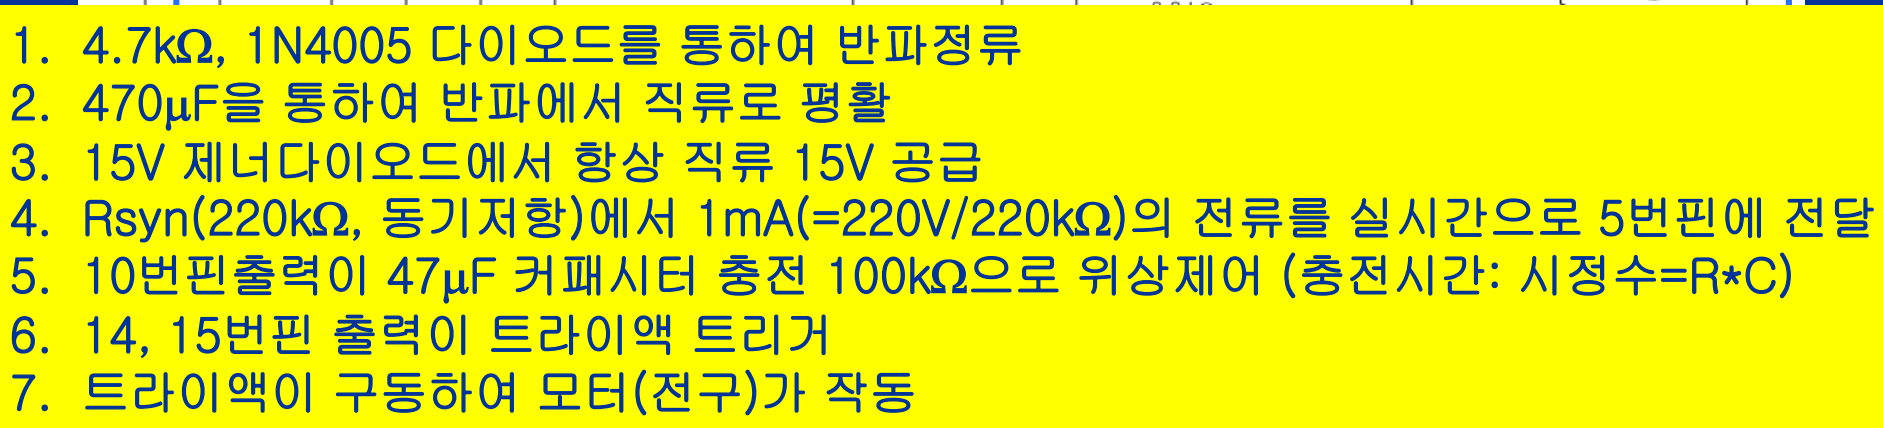 1. 4.7kΩ, 1N4005 다이오드를 통하여 반파정류
2. 470μF을 통하여 반파에서 직류로 평활
3. 15V 제너다이오드에서 항상 직류 15V 공급
4. Rsyn(220kΩ, 동기저항)에서 1mA(=220V/220kΩ)의 전류를 실시간으로 5번핀에 전달
5. 10번핀출력이 47μF 커패시터 충전 100kΩ으로 위상제어 (충전시간: 시정수=R*C)
6. 14, 15번핀 출력이 트라이액 트리거
7. 트라이액이 구동하여 모터(전구)가 작동